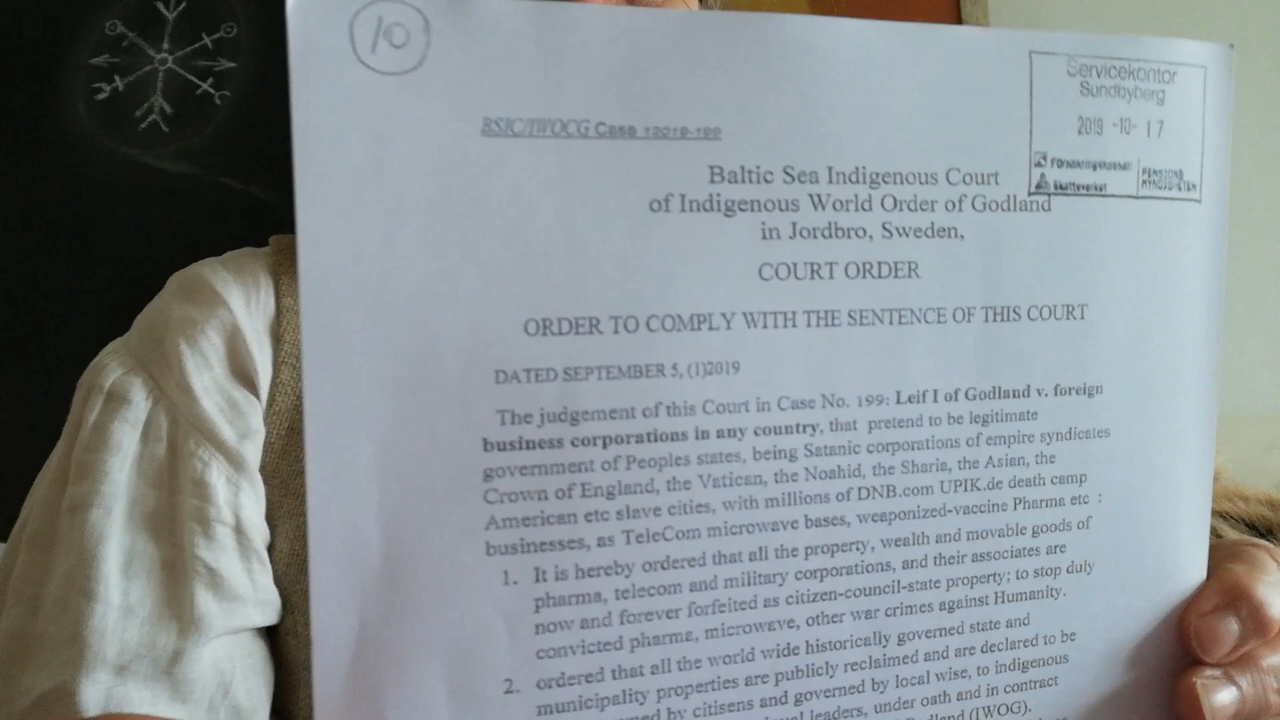 10
Servicekontor
Sundbyberg
2019 -10- 17
Försäkringskassan
Skatteverket
PENSIONS
MYNDIGHETEN
BSIC/IWOCG Case 12019-199
Baltic Sea Indigenous Court
of Indigenous World Order of Godland
in Jordbro, Sweden,
COURT ORDER
ORDER TO COMPLY WITH THE SENTENCE OF THIS COURT
DATED SEPTEMBER 5, (1)2019
The judgement of this Court in Case No. 199: Leif I of Godland v. foreign
business corporations in any country, that pretend to be legitimate
government of Peoples states, being Satanic corporations of empire syndicates
Crown of England, the Vatican, the Noahid, the Sharia, the Asian, the
American etc slave cities, with millions of DNB.com UPIK.de death camp
businesses, as TeleCom microwave bases, weaponized-vaccine Pharma etc :
1. It is hereby ordered that all the property, wealth and movable goods of
pharma, telecom and military corporations, and their associates are
now and forever forfeited as citizen-council-state property; to stop duly
convicted pharma, microwave, other war crimes against Humanity.
2. ordered that all the world wide historically governed state and
municipality properties are publicly reclaimed and are declared to be
by citizens and governed by local wise, to indigenous
leaders, under oath and in contract
(IWOG).